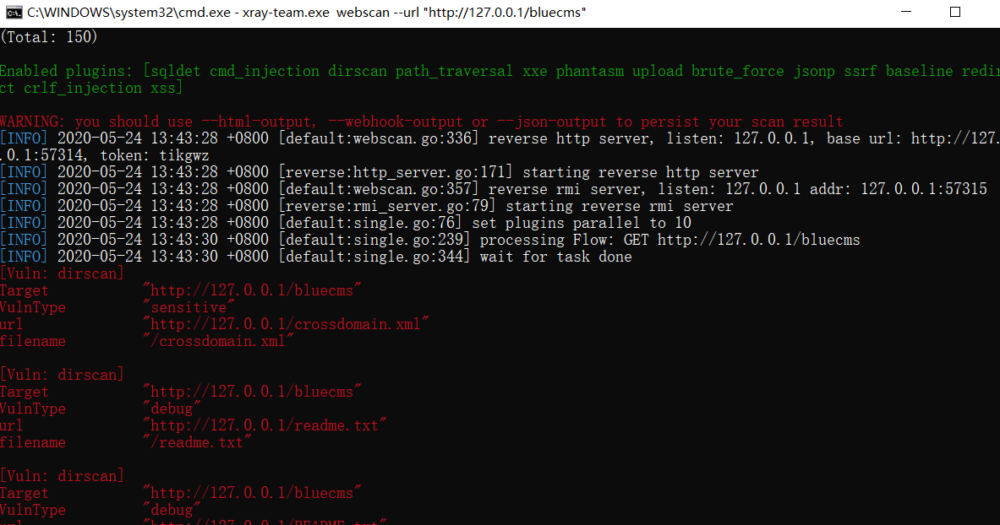 C:\WINDOWS\system32\cmd.exe - xray-team.exe  webscan --url "http://127.0.0.1/bluecms"
(Total: 150)
Enabled plugins: [sqldet cmd_injection dirscan path_traversal xxe phantasm upload brute_force jsonp ssrf baseline redir
ct crlf_injection xss]
WARNING: you should use --html-output, --webhook-output or --json-output to persist your scan result
[INFO] 2020-05-24 13:43:28 +0800 [default:webscan.go:336] reverse http server, listen: 127.0.0.1, base url: http://127.
.0.1:57314, token: tikgwz
[INFO] 2020-05-24 13:43:28 +0800 [reverse:http_server.go:171] starting reverse http server
[INFO] 2020-05-24 13:43:28 +0800 [default:webscan.go:357] reverse rmi server, listen: 127.0.0.1 addr: 127.0.0.1:57315
[INFO] 2020-05-24 13:43:28 +0800 [reverse:rmi_server.go:79] starting reverse rmi server
[INFO] 2020-05-24 13:43:28 +0800 [default:single.go:76] set plugins parallel to 10
[INFO] 2020-05-24 13:43:30 +0800 [default:single.go:239] processing Flow: GET http://127.0.0.1/bluecms
[INFO] 2020-05-24 13:43:30 +0800 [default:single.go:344] wait for task done
[Vuln: dirscan]
Target "http://127.0.0.1/bluecms"
VulnType "sensitive"
url "http://127.0.0.1/crossdomain.xml"
filename "/crossdomain.xml"
[Vuln: dirscan]
Target "http://127.0.0.1/bluecms"
VulnType "debug"
url "http://127.0.0.1/readme.txt"
filename "/readme.txt"
[Vuln: dirscan]
Target "http://127.0.0.1/bluecms"
VulnType "debug"
url "http://127.0.0.1/README.txt"